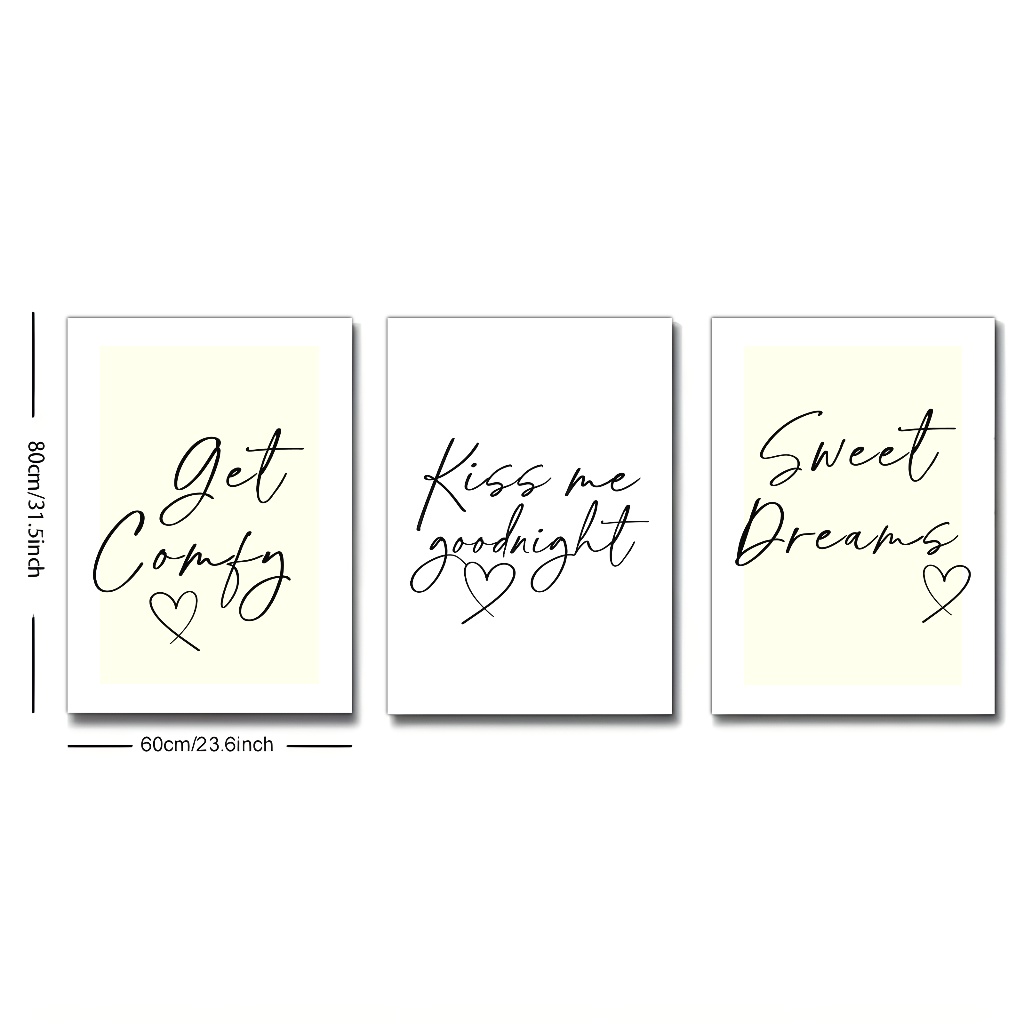 80cm/31.5inch
Get
Comfy
60cm/23.6inch
Kiss me
goodnight
Sweet
Dreams